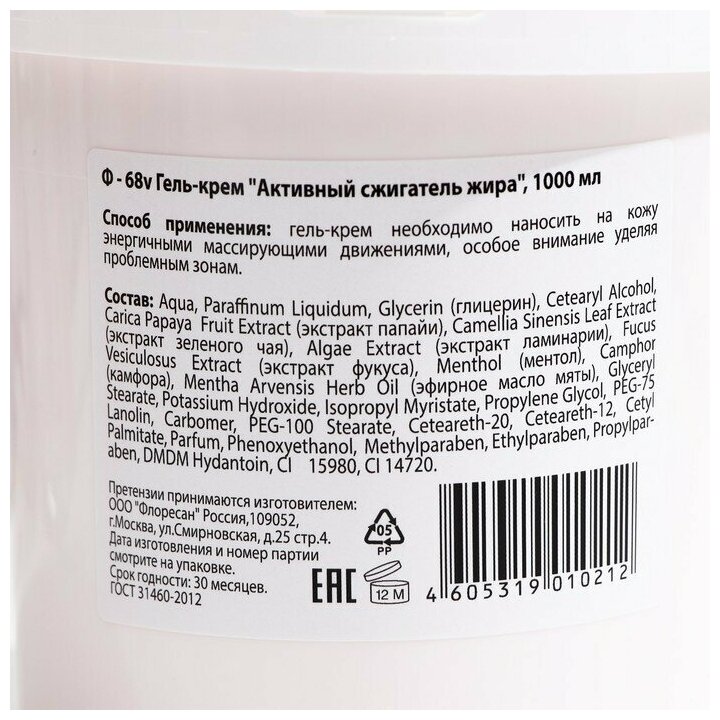 Ф - 68v Гель-крем "Активный сжигатель жира", 1000 мл
Способ применения: гель-крем необходимо наносить на кожу
энергичными массирующими движениями, особое внимание уделяя
проблемным зонам.
Состав: Aqua, Paraffinum Liquidum, Glycerin (глицерин), Cetearyl Alcohol,
Carica Papaya Fruit Extract (экстракт папайи), Camellia Sinensis Leaf Extract
(экстракт зеленого чая), Algae Extract (экстракт ламинарии), Fucus
Vesiculosus Extract (экстракт фукуса), Menthol (ментол), Camphor
(камфора), Mentha Arvensis Herb Oil (эфирное масло мяты), Glyceryl
Stearate, Potassium Hydroxide, Isopropyl Myristate, Propylene Glycol, PEG-75
Lanolin, Carbomer, PEG-100 Stearate, Ceteareth-20, Ceteareth-12, Cetyl
Palmitate, Parfum, Phenoxyethanol, Methylparaben, Ethylparaben, Propylpar-
aben, DMDM Hydantoin, CI 15980, CI 14720.
Претензии принимаются изготовителем:
ООО "Флоресан" Россия,109052,
г.Москва, ул.Смирновская, д.25 стр.4.
Дата изготовления и номер партии
смотрите на упаковке.
Срок годности: 30 месяцев.
ГОСТ 31460-2012
05
PP
EAC
12 M
4 605319 010212